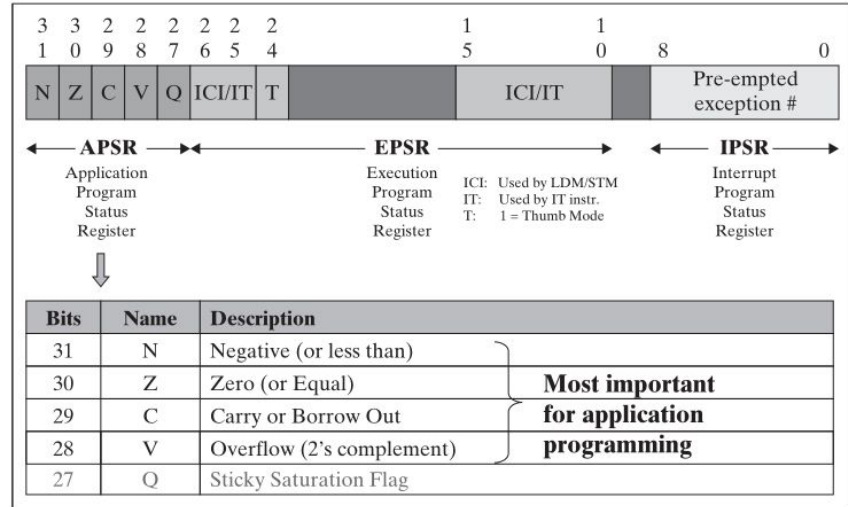 3 3 2 2 2 2 2 2 1 1
1 0 9 8 7 6 5 4 5 0 8 0
N Z C V Q ICI/IT T ICI/IT Pre-empted
exception #
APSR EPSR IPSR
Application
Program
Status
Register
Execution
Program
Status
Register
ICI: Used by LDM/STM
IT: Used by IT instr.
T: 1 = Thumb Mode
Interrupt
Program
Status
Register
Bits Name Description
31 N Negative (or less than)
30 Z Zero (or Equal)
29 C Carry or Borrow Out
28 V Overflow (2's complement)
27 Q Sticky Saturation Flag
Most important
for application
programming